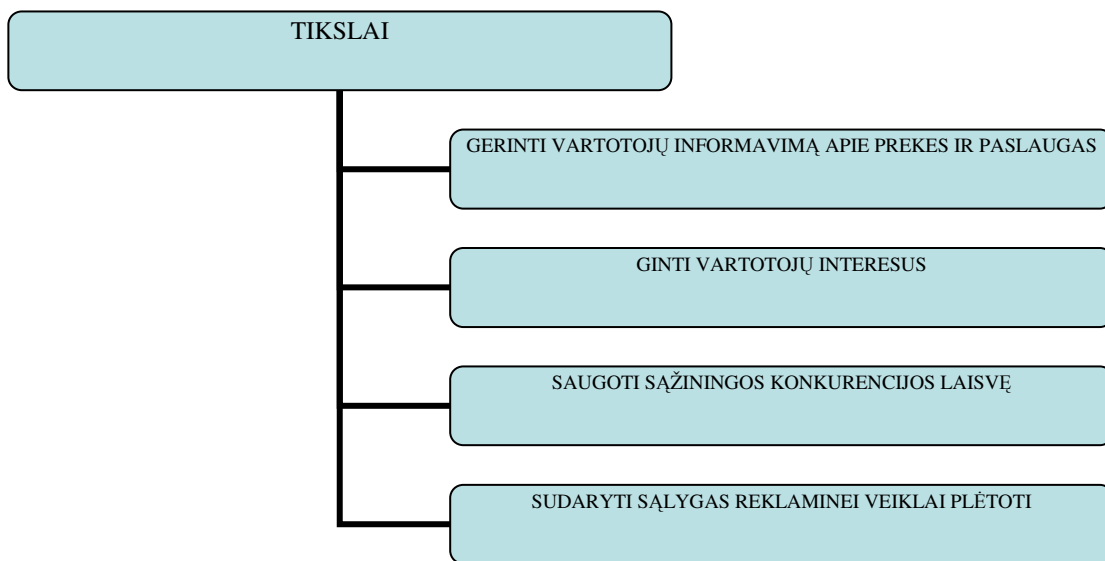 TIKSLAI
GERINTI VARTOTOJŲ INFORMAVIMĄ APIE PREKES IR PASLAUGAS
GINTI VARTOTOJŲ INTERESUS
SAUGOTI SĄŽININGOS KONKURENCIJOS LAISVĘ
SUDARYTI SĄLYGAS REKLAMINEI VEIKLAI PLĖTOTI